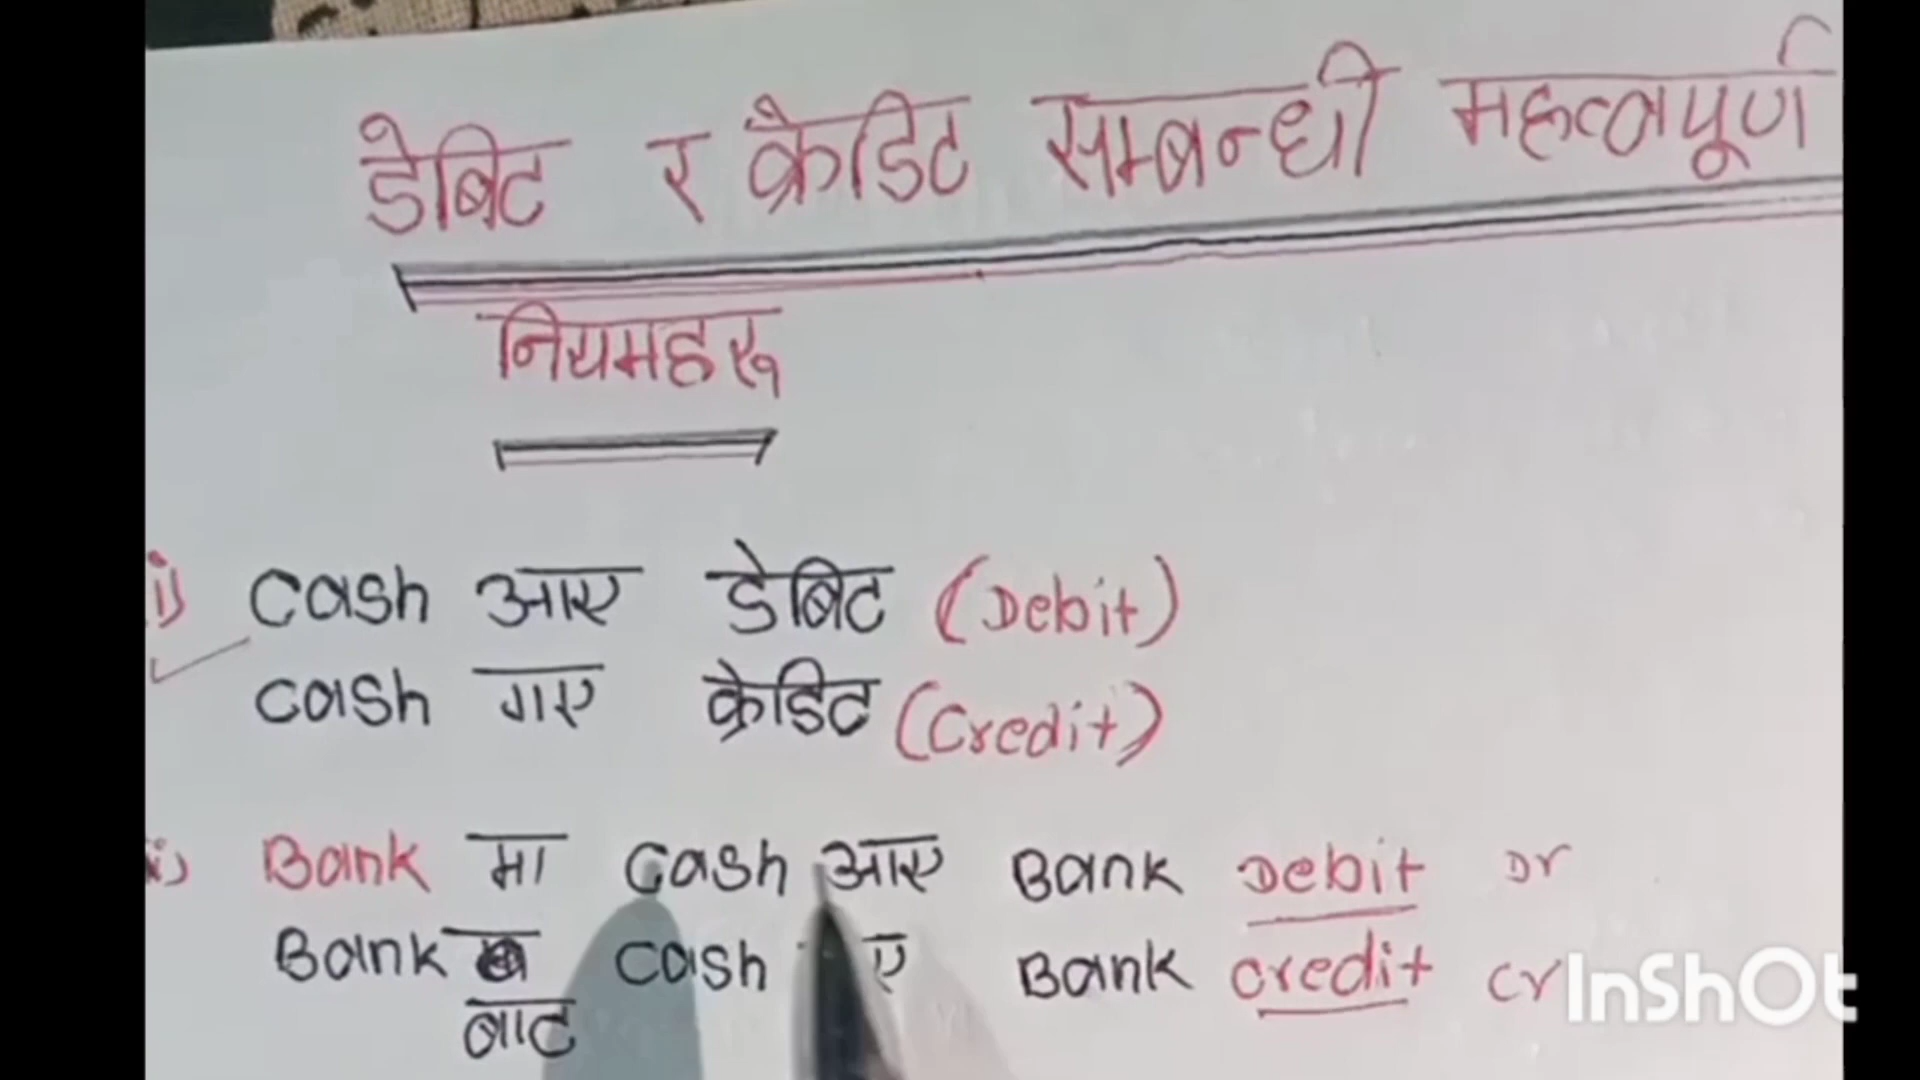 डेबिट र क्रेडिट सम्बन्धी महत्वपूर्ण
नियमहरू
i) Cash आए डेबिट (Debit)
Cash गए क्रेडिट (Credit)
Bank मा Cash आए Bank Debit Dr
Bank बाट Cash Bank Credit Cr
InShOt